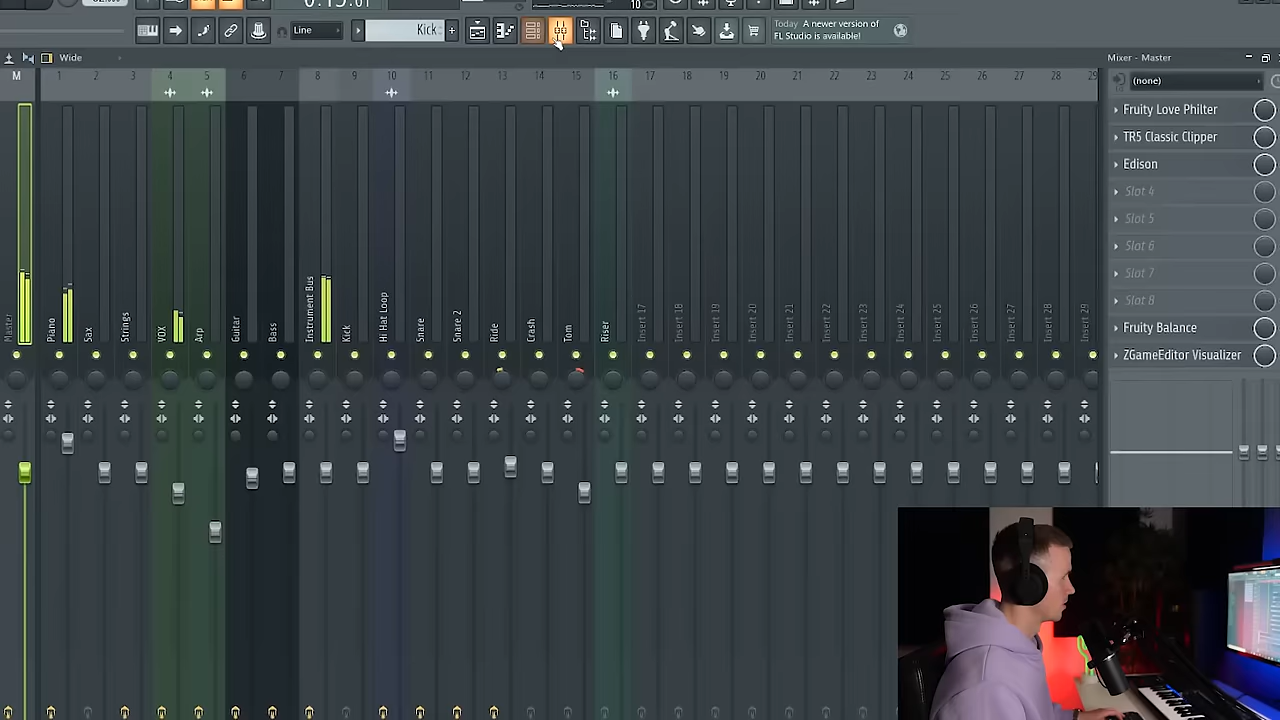 10
Line
Kick
Today A newer version of
FL Studio is available!
Wide
Mixer - Master
M 1 2 3 4 5 6 7 8 9 10 11 12 13 14 15 16 17 18 19 20 21 22 23 24 25 26 27 28 29
(none)
Fruity Love Philter
TR5 Classic Clipper
Edison
Slot 4
Slot 5
Slot 6
Slot 7
Slot 8
Fruity Balance
ZGameEditor Visualizer
Master
Piano
Sax
Strings
VOX
Arp
Guitar
Bass
Instrument Bus
Kick
Hi Hat Loop
Snare
Snare 2
Ride
Crash
Tom
Riser
Insert 17
Insert 18
Insert 19
Insert 20
Insert 21
Insert 22
Insert 23
Insert 24
Insert 25
Insert 26
Insert 27
Insert 28
Insert 29